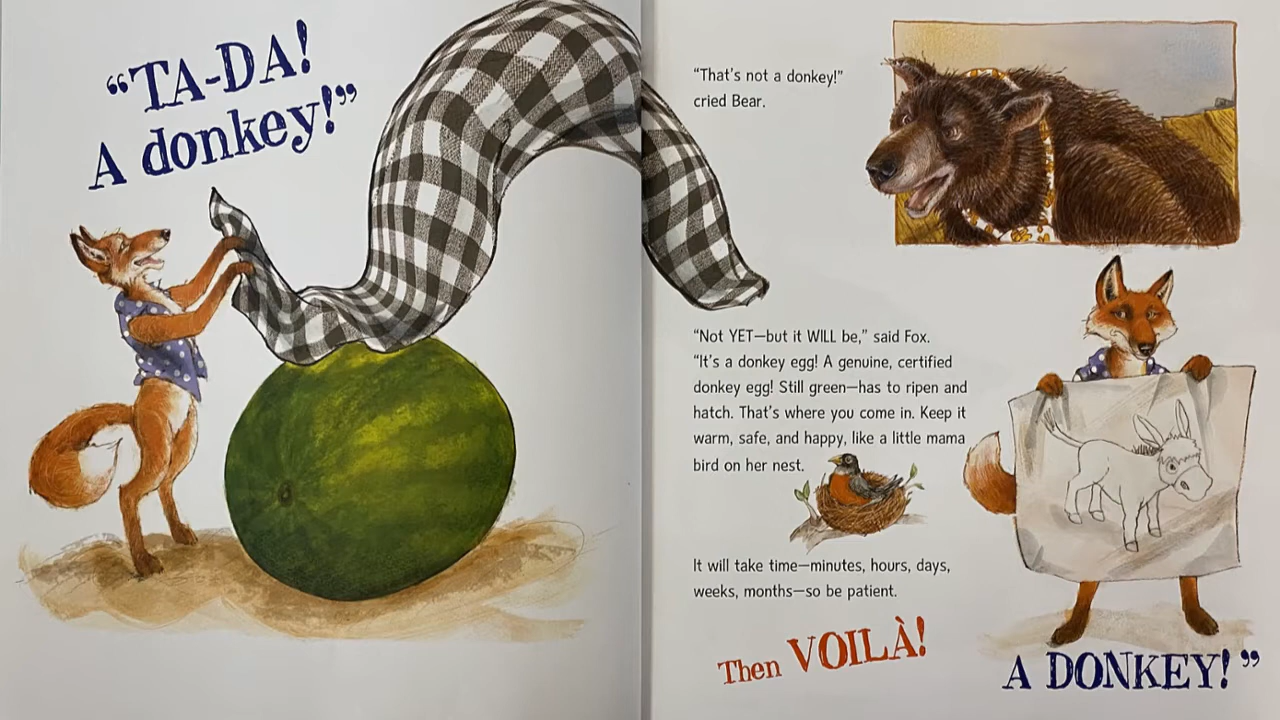 “TA-DA!
A donkey!”
“That’s not a donkey!”
cried Bear.
“Not YET—but it WILL be,” said Fox.
“It’s a donkey egg! A genuine, certified
donkey egg! Still green—has to ripen and
hatch. That’s where you come in. Keep it
warm, safe, and happy, like a little mama
bird on her nest.
It will take time—minutes, hours, days,
weeks, months—so be patient.
Then VOILÀ!
A DONKEY!”